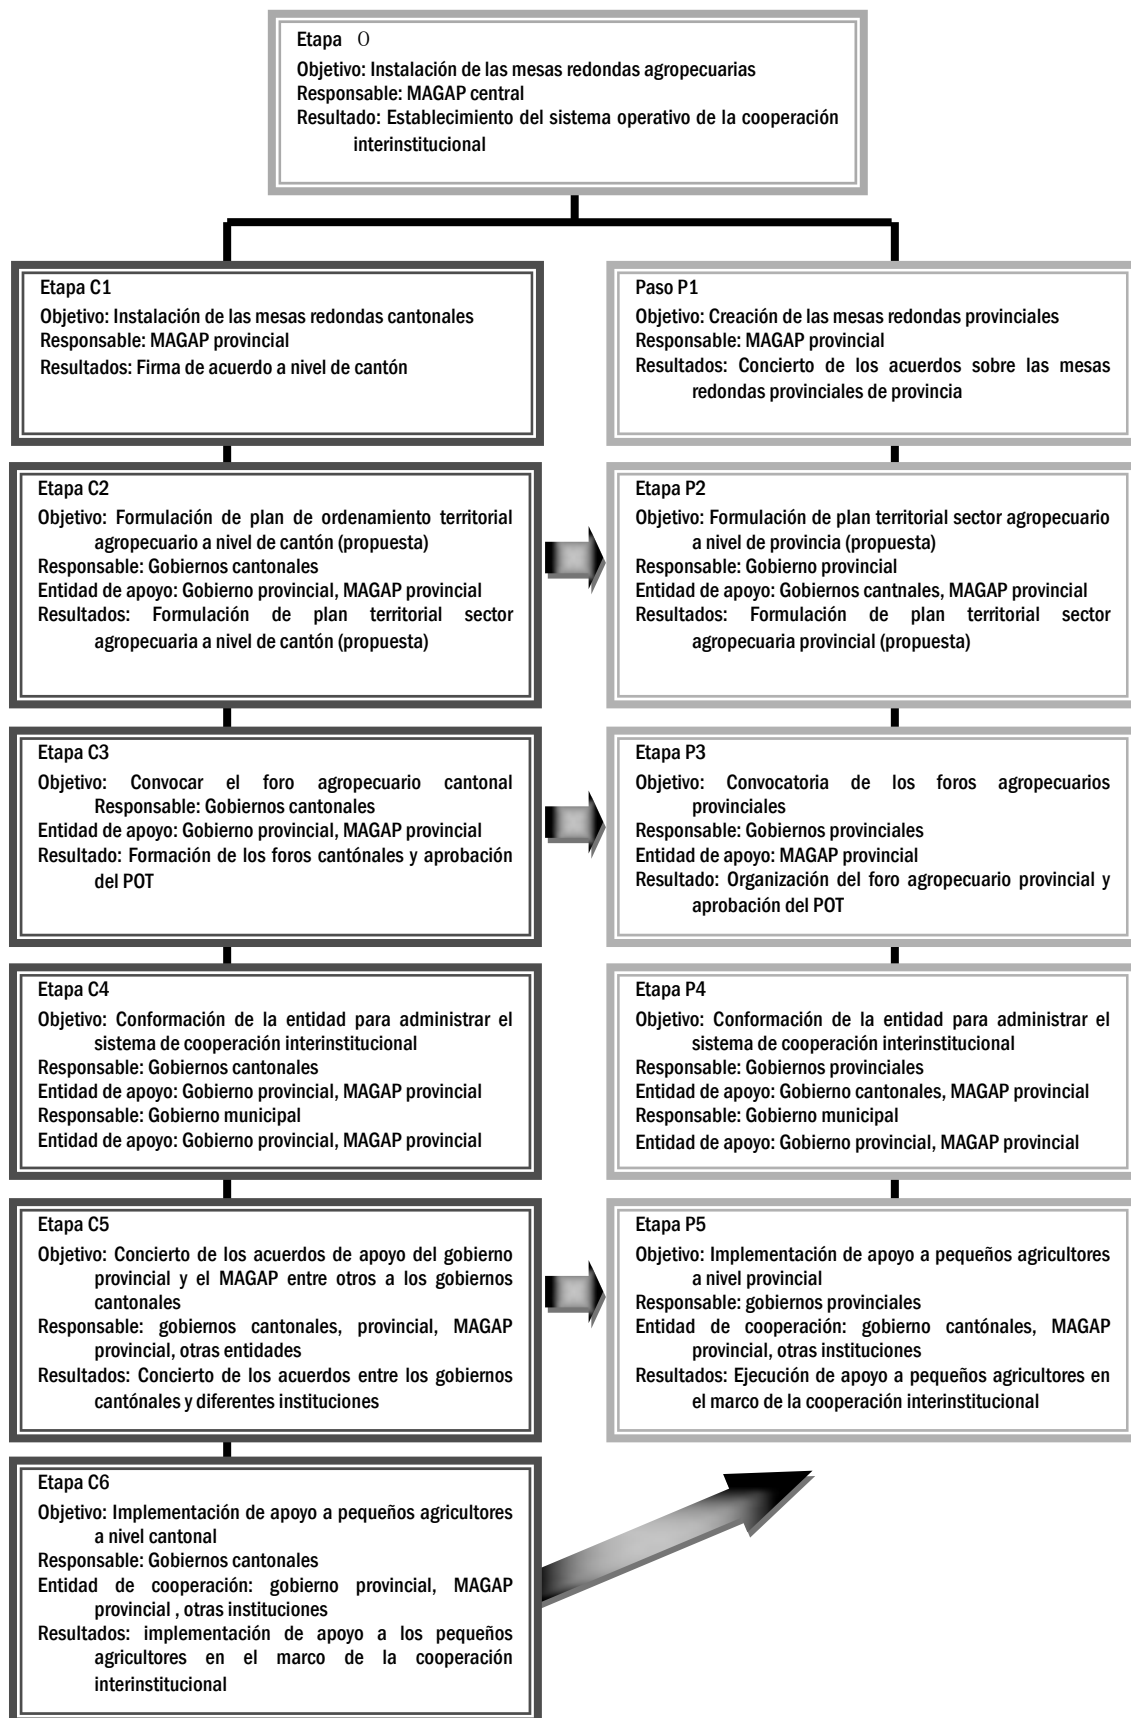 Etapa O
Objetivo: Instalación de las mesas redondas agropecuarias
Responsable: MAGAP central
Resultado: Establecimiento del sistema operativo de la cooperación
interinstitucional
Etapa C1
Objetivo: Instalación de las mesas redondas cantonales
Responsable: MAGAP provincial
Resultados: Firma de acuerdo a nivel de cantón
Paso P1
Objetivo: Creación de las mesas redondas provinciales
Responsable: MAGAP provincial
Resultados: Concierto de los acuerdos sobre las mesas
redondas provinciales de provincia
Etapa C2
Objetivo: Formulación de plan de ordenamiento territorial
agropecuario a nivel de cantón (propuesta)
Responsable: Gobiernos cantonales
Entidad de apoyo: Gobierno provincial, MAGAP provincial
Resultados: Formulación de plan territorial sector
agropecuaria a nivel de cantón (propuesta)
Etapa P2
Objetivo: Formulación de plan territorial sector agropecuario
a nivel de provincia (propuesta)
Responsable: Gobierno provincial
Entidad de apoyo: Gobiernos cantnales, MAGAP provincial
Resultados: Formulación de plan territorial sector
agropecuaria provincial (propuesta)
Etapa C3
Objetivo: Convocar el foro agropecuario cantonal
Responsable: Gobiernos cantonales
Entidad de apoyo: Gobierno provincial, MAGAP provincial
Resultado: Formación de los foros cantónales y aprobación
del POT
Etapa P3
Objetivo: Convocatoria de los foros agropecuarios
provinciales
Responsable: Gobiernos provinciales
Entidad de apoyo: MAGAP provincial
Resultado: Organización del foro agropecuario provincial y
aprobación del POT
Etapa C4
Objetivo: Conformación de la entidad para administrar el
sistema de cooperación interinstitucional
Responsable: Gobiernos cantonales
Entidad de apoyo: Gobierno provincial, MAGAP provincial
Responsable: Gobierno municipal
Entidad de apoyo: Gobierno provincial, MAGAP provincial
Etapa P4
Objetivo: Conformación de la entidad para administrar el
sistema de cooperación interinstitucional
Responsable: Gobiernos provinciales
Entidad de apoyo: Gobierno cantonales, MAGAP provincial
Responsable: Gobierno municipal
Entidad de apoyo: Gobierno provincial, MAGAP provincial
Etapa C5
Objetivo: Concierto de los acuerdos de apoyo del gobierno
provincial y el MAGAP entre otros a los gobiernos
cantonales
Responsable: gobiernos cantonales, provincial, MAGAP
provincial, otras entidades
Resultados: Concierto de los acuerdos entre los gobiernos
cantónales y diferentes instituciones
Etapa P5
Objetivo: Implementación de apoyo a pequeños agricultores
a nivel provincial
Responsable: gobiernos provinciales
Entidad de cooperación: gobierno cantónales, MAGAP
provincial, otras instituciones
Resultados: Ejecución de apoyo a pequeños agricultores en
el marco de la cooperación interinstitucional
Etapa C6
Objetivo: Implementación de apoyo a pequeños agricultores
a nivel cantonal
Responsable: Gobiernos cantonales
Entidad de cooperación: gobierno provincial, MAGAP
provincial , otras instituciones
Resultados: implementación de apoyo a los pequeños
agricultores en el marco de la cooperación
interinstitucional